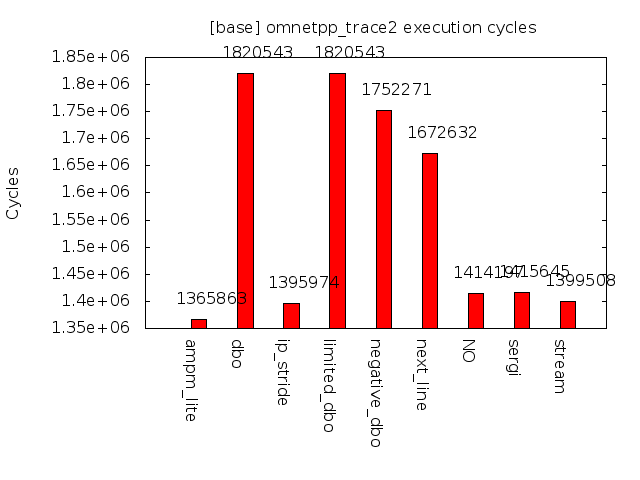 [base] omnetpp_trace2 execution cycles
1.85e+06
1.8e+06
1.75e+06
1.7e+06
1.65e+06
1.6e+06
1.55e+06
1.5e+06
1.45e+06
1.4e+06
1.35e+06
Cycles
1365863
1820543
1395974
1820543
1752271
1672632
1414197
1415645
1399508
ampm_lite
dbo
ip_stride
limited_dbo
negative_dbo
next_line
NO
sergi
stream